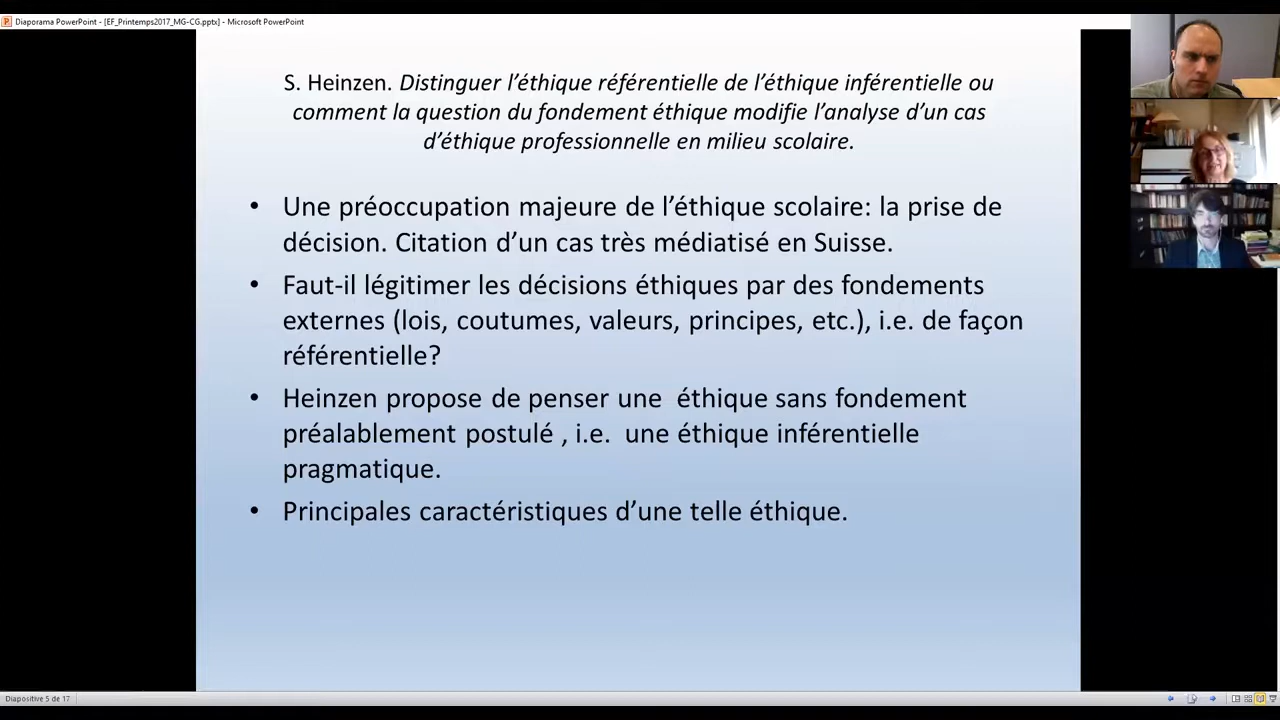 Diaporama PowerPoint - [EF_Printemps2017_MG-CG.pptx] - Microsoft PowerPoint
S. Heinzen. Distinguer l’éthique référentielle de l’éthique inférentielle ou
comment la question du fondement éthique modifie l’analyse d’un cas
d’éthique professionnelle en milieu scolaire.
• Une préoccupation majeure de l’éthique scolaire: la prise de
décision. Citation d’un cas très médiatisé en Suisse.
• Faut-il légitimer les décisions éthiques par des fondements
externes (lois, coutumes, valeurs, principes, etc.), i.e. de façon
référentielle?
• Heinzen propose de penser une  éthique sans fondement
préalablement postulé , i.e.  une éthique inférentielle
pragmatique.
• Principales caractéristiques d’une telle éthique.
Diapositive 5 de 17